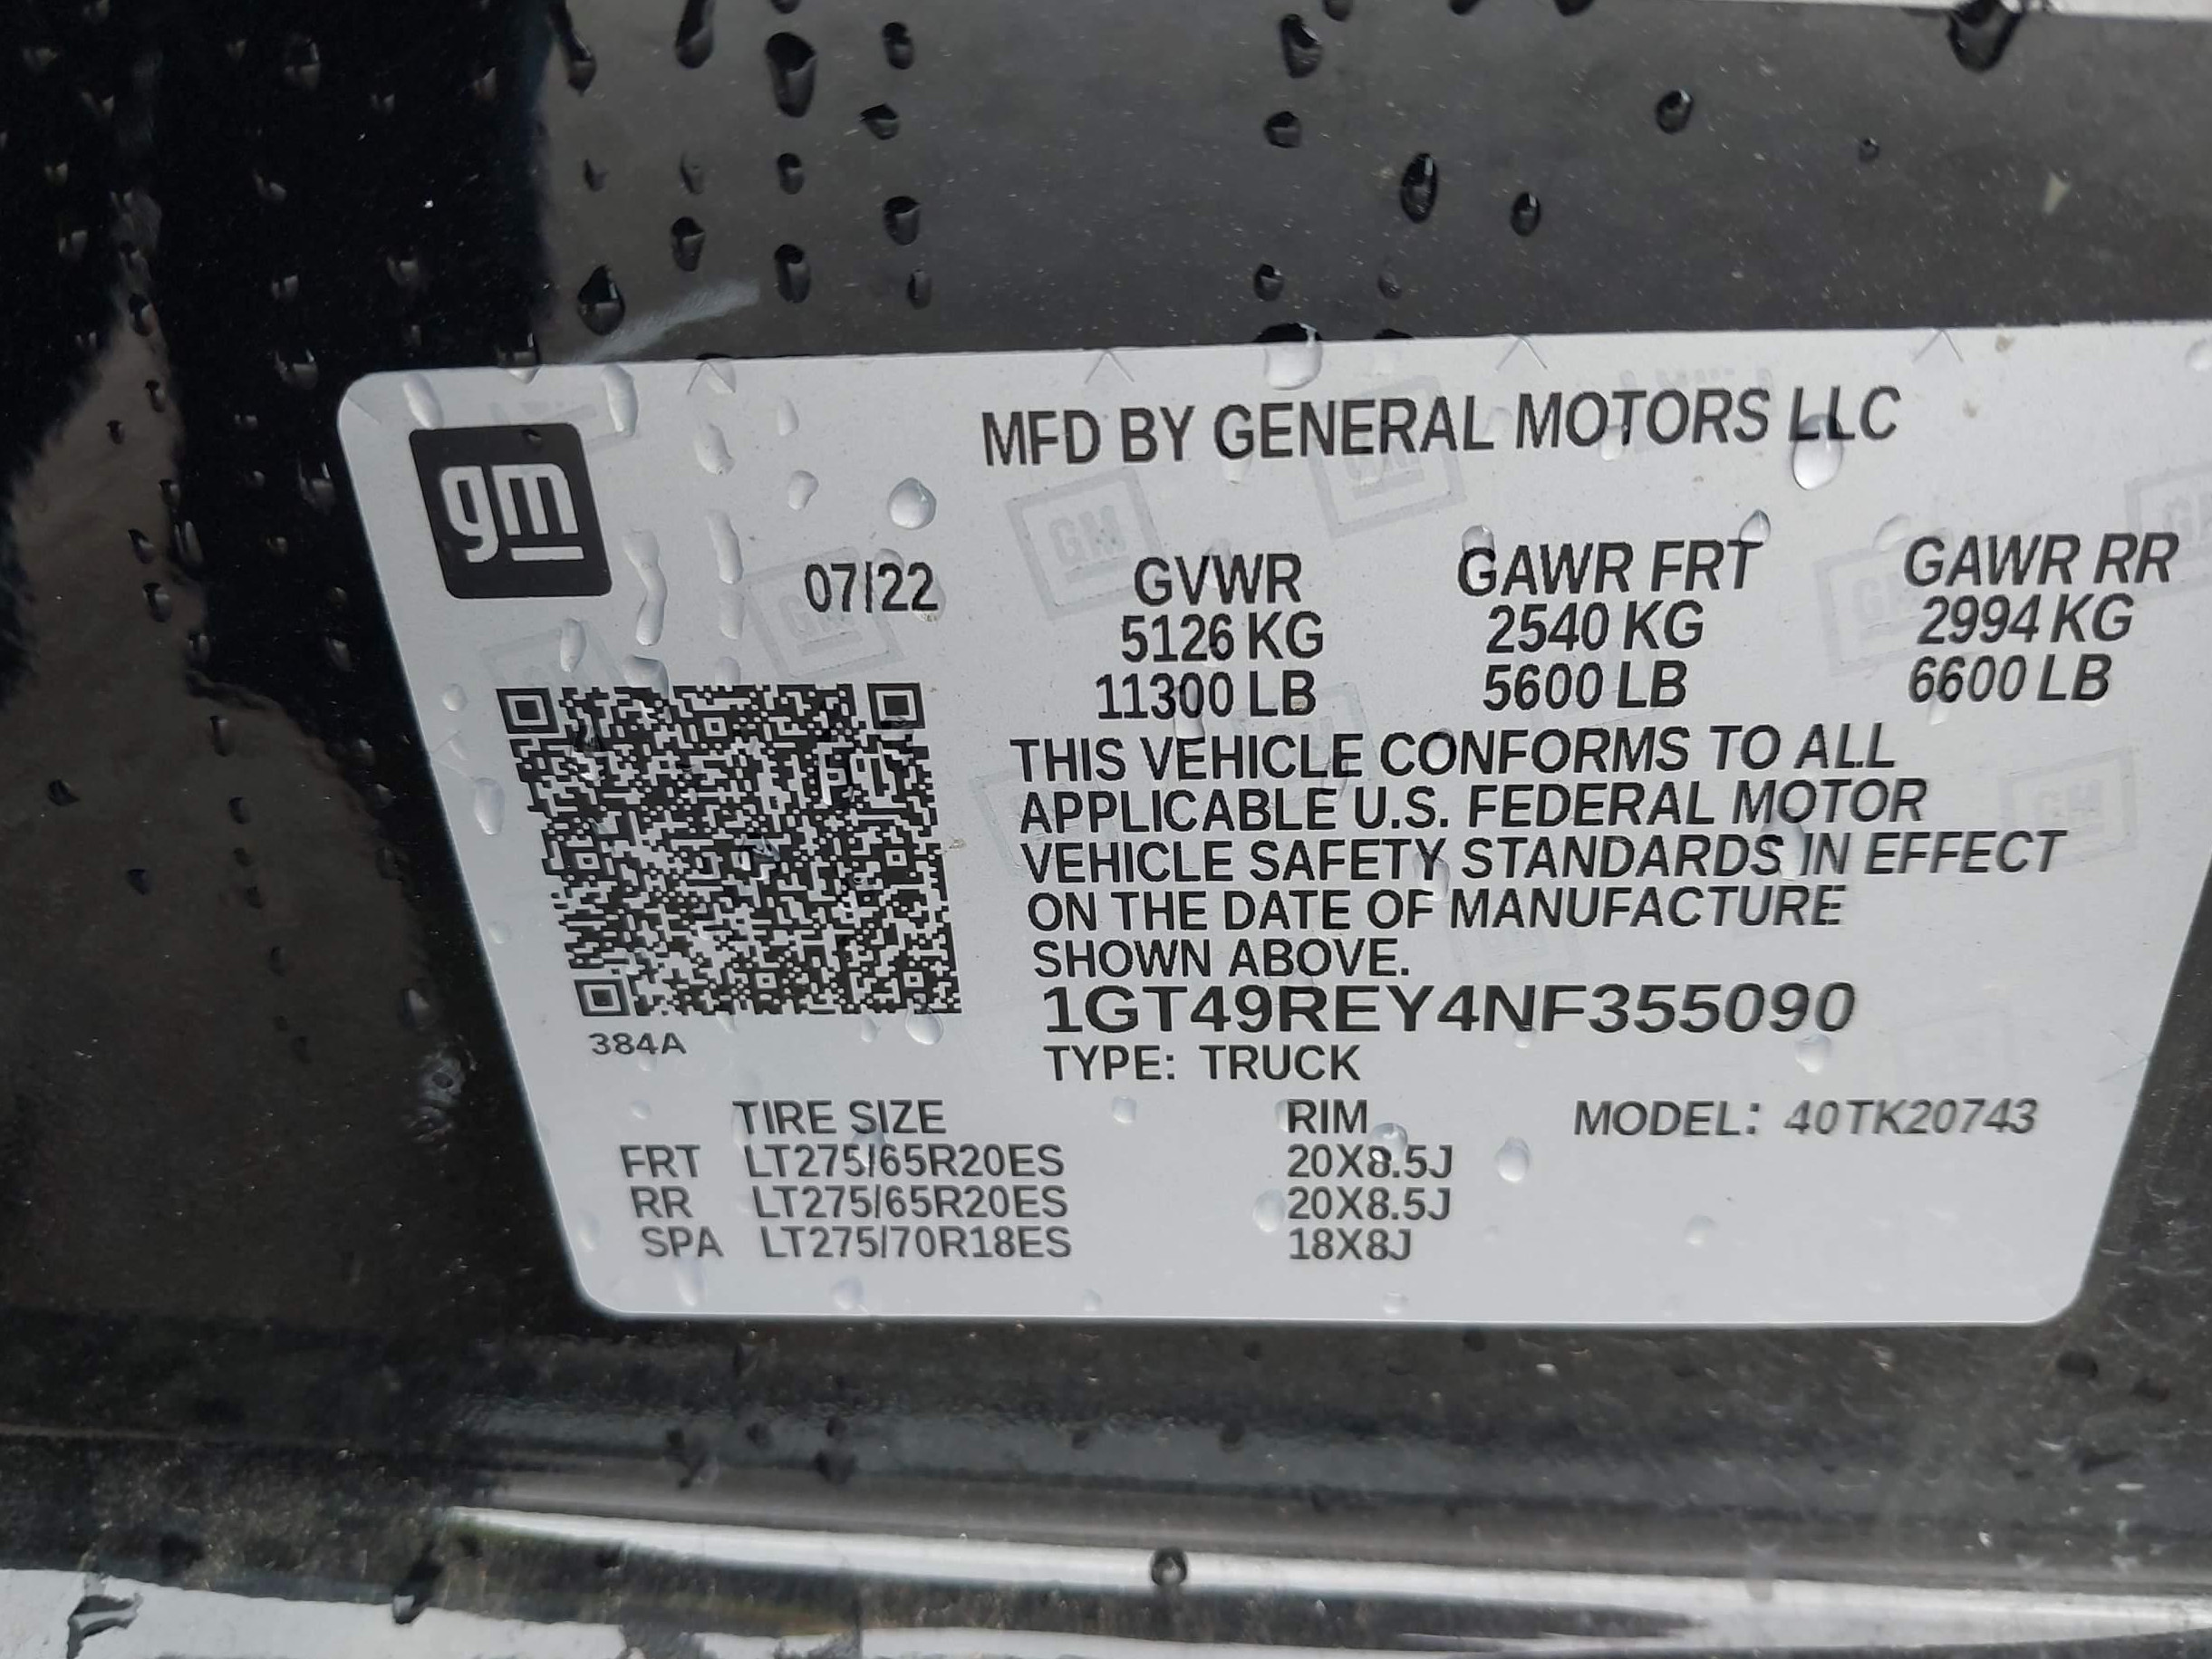 gm
MFD BY GENERAL MOTORS LLC
07/22
GVWR GAWR FRT GAWR RR
5126 KG 2540 KG 2994 KG
11300 LB 5600 LB 6600 LB
THIS VEHICLE CONFORMS TO ALL
APPLICABLE U.S. FEDERAL MOTOR
VEHICLE SAFETY STANDARDS IN EFFECT
ON THE DATE OF MANUFACTURE
SHOWN ABOVE.
1GT49REY4NF355090
384A
TYPE: TRUCK
TIRE SIZE RIM MODEL: 40TK20743
FRT LT275/65R20ES 20X8.5J
RR LT275/65R20ES 20X8.5J
SPA LT275/70R18ES 18X8J